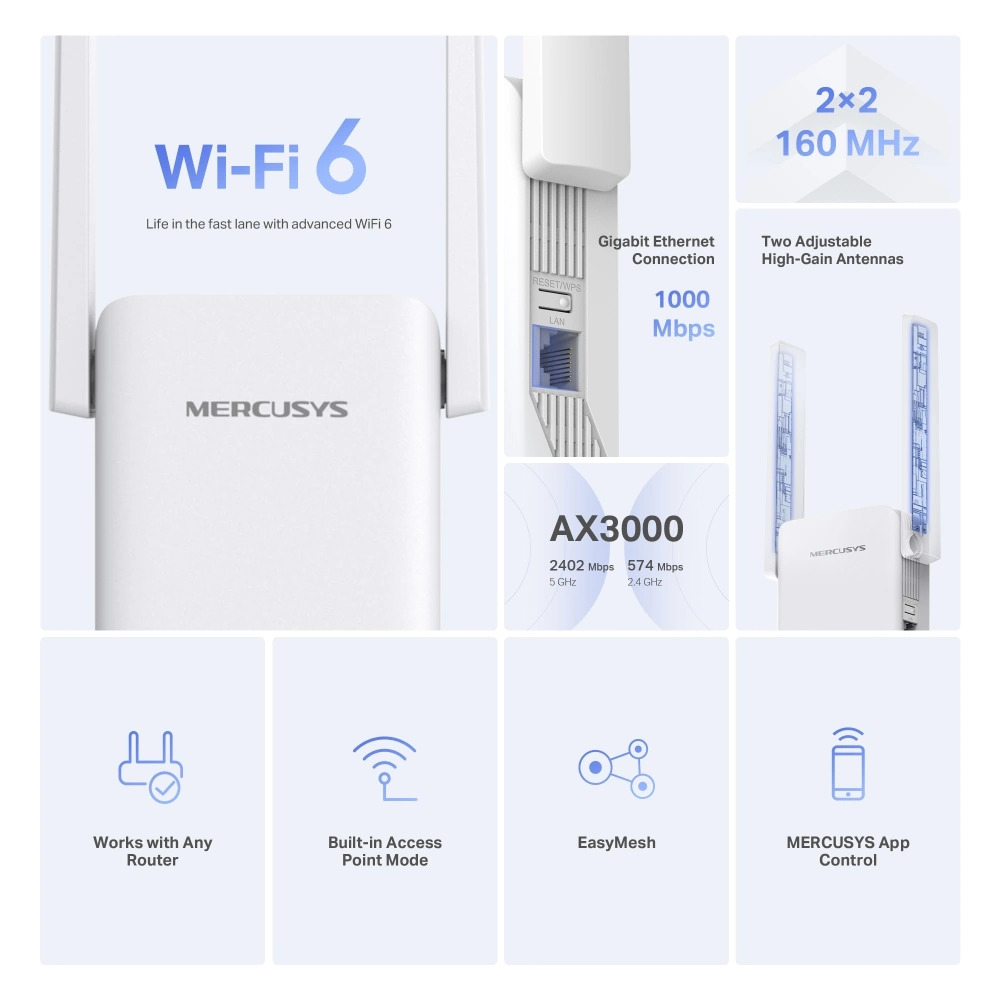 Wi-Fi 6
Life in the fast lane with advanced WiFi 6
MERCUSYS
RESET/WPS
LAN
Gigabit Ethernet
Connection
1000
Mbps
2×2
160 MHz
Two Adjustable
High-Gain Antennas
MERCUSYS
AX3000
2402 Mbps 574 Mbps
5 GHz 2.4 GHz
Works with Any
Router
Built-in Access
Point Mode
EasyMesh
MERCUSYS App
Control